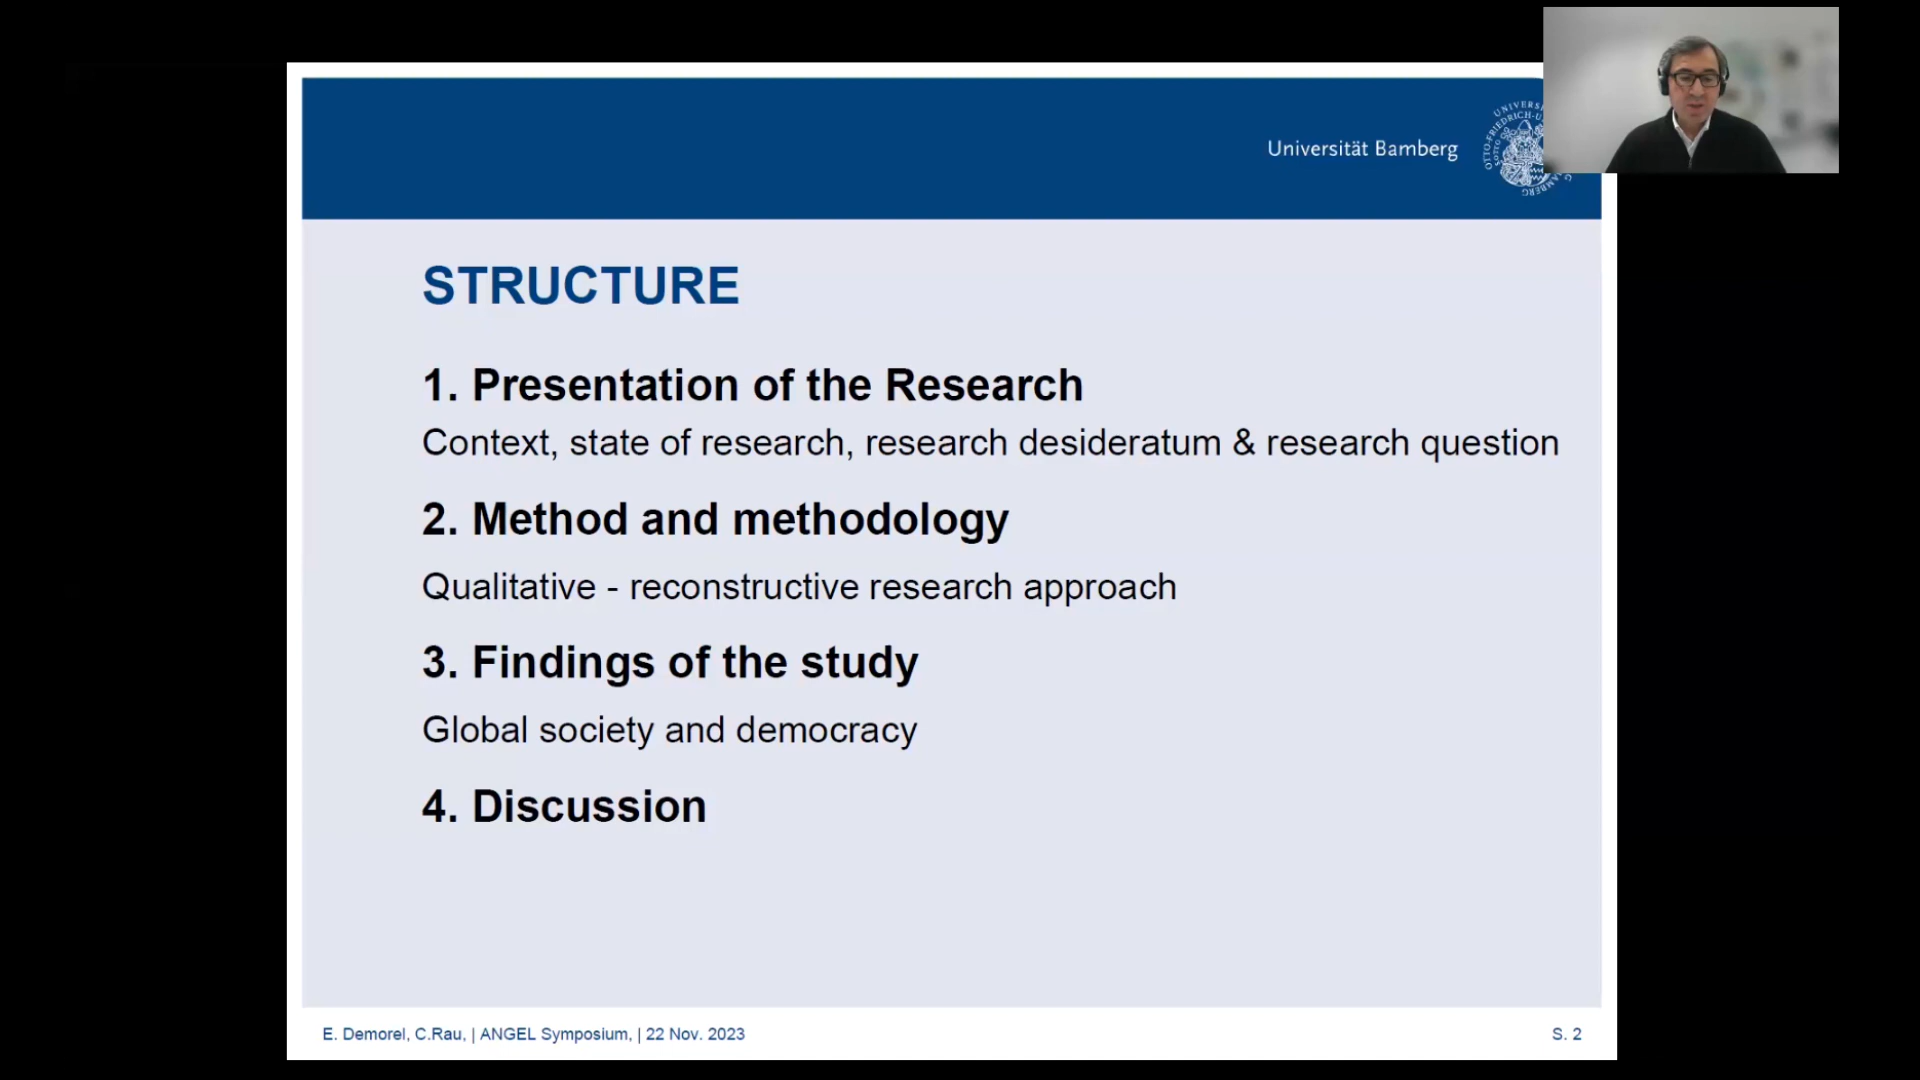 Universität Bamberg
STRUCTURE
1. Presentation of the Research
Context, state of research, research desideratum & research question
2. Method and methodology
Qualitative - reconstructive research approach
3. Findings of the study
Global society and democracy
4. Discussion
E. Demorel, C.Rau, | ANGEL Symposium, | 22 Nov. 2023
S. 2